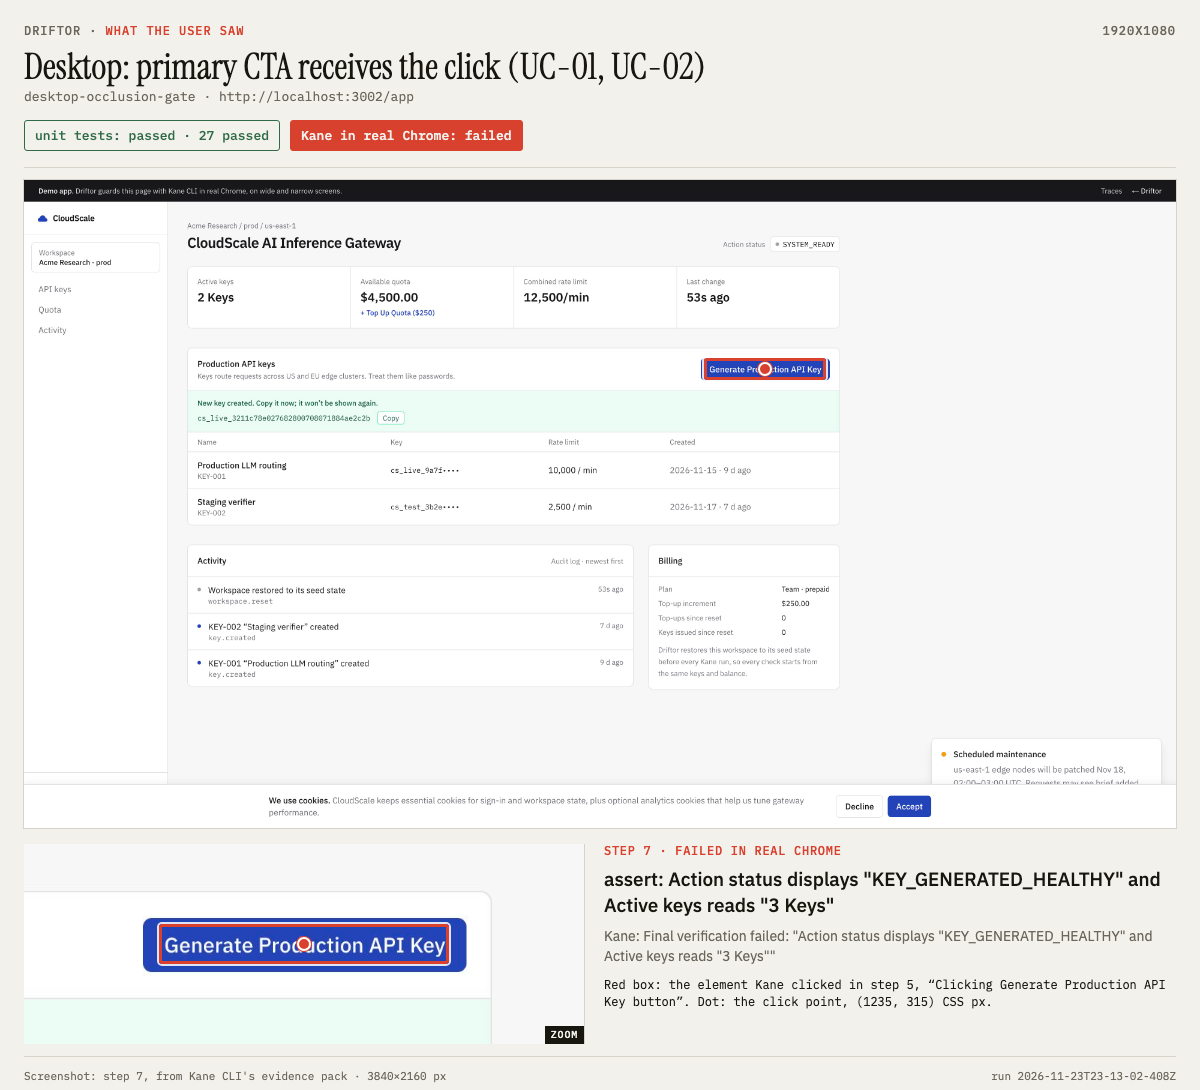 DRIFTOR · WHAT THE USER SAW
1920X1080
Desktop: primary CTA receives the click (UC-01, UC-02)
desktop-occlusion-gate · http://localhost:3002/app
unit tests: passed · 27 passed
Kane in real Chrome: failed
Demo app. Driftor guards this page with Kane CLI in real Chrome, on wide and narrow screens.
Traces ← Driftor
CloudScale
Workspace
Acme Research · prod
API keys
Quota
Activity
Acme Research / prod / us-east-1
CloudScale AI Inference Gateway
Action status SYSTEM_READY
Active keys
2 Keys
Available quota
$4,500.00
+ Top Up Quota ($250)
Combined rate limit
12,500/min
Last change
53s ago
Production API keys
Keys route requests across US and EU edge clusters. Treat them like passwords.
Generate Production API Key
New key created. Copy it now; it won't be shown again.
cs_live_3211c78e027682800708071884ae2c2b Copy
Name Key Rate limit Created
Production LLM routing
KEY-001
cs_live_9a7f•••• 10,000 / min 2026-11-15 · 9 d ago
Staging verifier
KEY-002
cs_test_3b2e•••• 2,500 / min 2026-11-17 · 7 d ago
Activity
Audit log · newest first
Workspace restored to its seed state 53s ago
workspace.reset
KEY-002 “Staging verifier” created 7 d ago
key.created
KEY-001 “Production LLM routing” created 9 d ago
key.created
Billing
Plan Team · prepaid
Top-up increment $250.00
Top-ups since reset 0
Keys issued since reset 0
Driftor restores this workspace to its seed state
before every Kane run, so every check starts from
the same keys and balance.
Scheduled maintenance
us-east-1 edge nodes will be patched Nov 18,
02:00–03:00 UTC. Requests may see brief added
We use cookies. CloudScale keeps essential cookies for sign-in and workspace state, plus optional analytics cookies that help us tune gateway
performance.
Decline
Accept
Generate Production API Key
ZOOM
STEP 7 · FAILED IN REAL CHROME
assert: Action status displays "KEY_GENERATED_HEALTHY" and
Active keys reads "3 Keys"
Kane: Final verification failed: "Action status displays "KEY_GENERATED_HEALTHY" and
Active keys reads "3 Keys""
Red box: the element Kane clicked in step 5, “Clicking Generate Production API
Key button”. Dot: the click point, (1235, 315) CSS px.
Screenshot: step 7, from Kane CLI's evidence pack · 3840×2160 px
run 2026-11-23T23-13-02-408Z